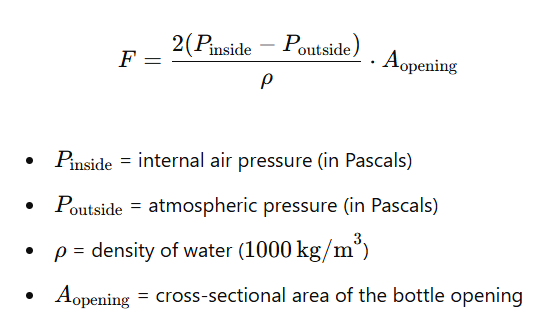 F = \frac{2(P_{\text{inside}} - P_{\text{outside}})}{\rho} \cdot A_{\text{opening}}
• P_{\text{inside}} = internal air pressure (in Pascals)
• P_{\text{outside}} = atmospheric pressure (in Pascals)
• \rho = density of water (1000 kg/m^3)
• A_{\text{opening}} = cross-sectional area of the bottle opening